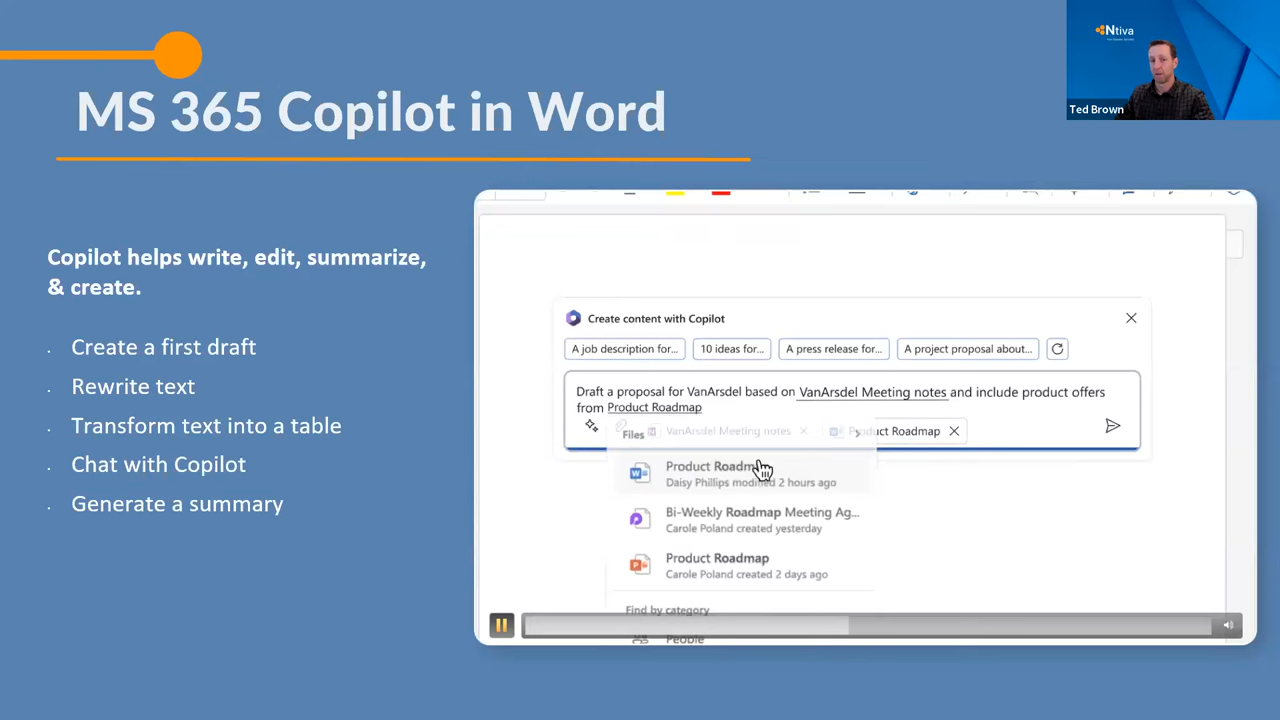 Ntiva
Ted Brown
MS 365 Copilot in Word
Copilot helps write, edit, summarize,
& create.
Create a first draft
Rewrite text
Transform text into a table
Chat with Copilot
Generate a summary
Create content with Copilot
A job description for...
10 ideas for...
A press release for...
A project proposal about...
Draft a proposal for VanArsdel based on VanArsdel Meeting notes and include product offers
from Product Roadmap
Files
VanArsdel Meeting notes
Product Roadmap
Product Roadmap
Daisy Phillips modified 2 hours ago
Bi-Weekly Roadmap Meeting Ag...
Carole Poland created yesterday
Product Roadmap
Carole Poland created 2 days ago
Find by category
People